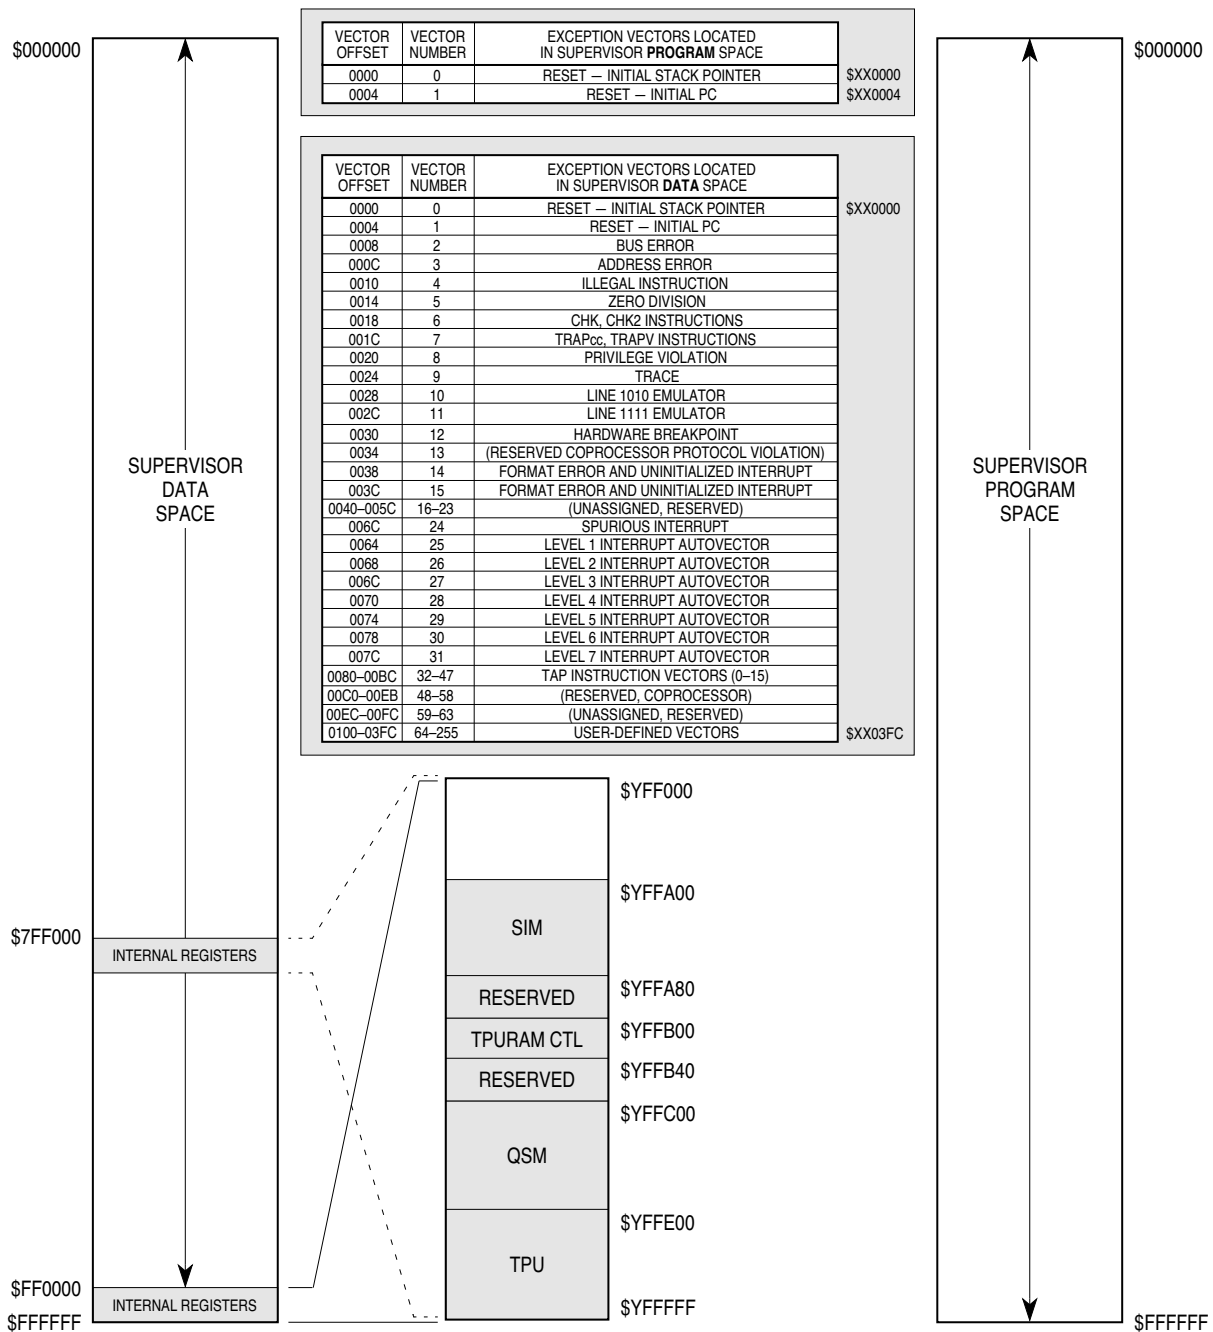 $000000
VECTOR OFFSET VECTOR NUMBER EXCEPTION VECTORS LOCATED IN SUPERVISOR PROGRAM SPACE
0000 0 RESET — INITIAL STACK POINTER $XX0000
0004 1 RESET — INITIAL PC $XX0004
$000000
VECTOR OFFSET VECTOR NUMBER EXCEPTION VECTORS LOCATED IN SUPERVISOR DATA SPACE
0000 0 RESET — INITIAL STACK POINTER $XX0000
0004 1 RESET — INITIAL PC
0008 2 BUS ERROR
000C 3 ADDRESS ERROR
0010 4 ILLEGAL INSTRUCTION
0014 5 ZERO DIVISION
0018 6 CHK, CHK2 INSTRUCTIONS
001C 7 TRAPcc, TRAPV INSTRUCTIONS
0020 8 PRIVILEGE VIOLATION
0024 9 TRACE
0028 10 LINE 1010 EMULATOR
002C 11 LINE 1111 EMULATOR
0030 12 HARDWARE BREAKPOINT
0034 13 (RESERVED COPROCESSOR PROTOCOL VIOLATION)
0038 14 FORMAT ERROR AND UNINITIALIZED INTERRUPT
003C 15 FORMAT ERROR AND UNINITIALIZED INTERRUPT
0040–005C 16–23 (UNASSIGNED, RESERVED)
006C 24 SPURIOUS INTERRUPT
0064 25 LEVEL 1 INTERRUPT AUTOVECTOR
0068 26 LEVEL 2 INTERRUPT AUTOVECTOR
006C 27 LEVEL 3 INTERRUPT AUTOVECTOR
0070 28 LEVEL 4 INTERRUPT AUTOVECTOR
0074 29 LEVEL 5 INTERRUPT AUTOVECTOR
0078 30 LEVEL 6 INTERRUPT AUTOVECTOR
007C 31 LEVEL 7 INTERRUPT AUTOVECTOR
0080–00BC 32–47 TAP INSTRUCTION VECTORS (0–15)
00C0–00EB 48–58 (RESERVED, COPROCESSOR)
00EC–00FC 59–63 (UNASSIGNED, RESERVED)
0100–03FC 64–255 USER-DEFINED VECTORS $XX03FC
SUPERVISOR
DATA
SPACE
SUPERVISOR
PROGRAM
SPACE
$7FF000
INTERNAL REGISTERS
$FF0000
INTERNAL REGISTERS
$FFFFFF
$YFF000
$YFFA00
SIM
$YFFA80
RESERVED
$YFFB00
TPURAM CTL
$YFFB40
RESERVED
$YFFC00
QSM
$YFFE00
TPU
$YFFFFF
$FFFFFF